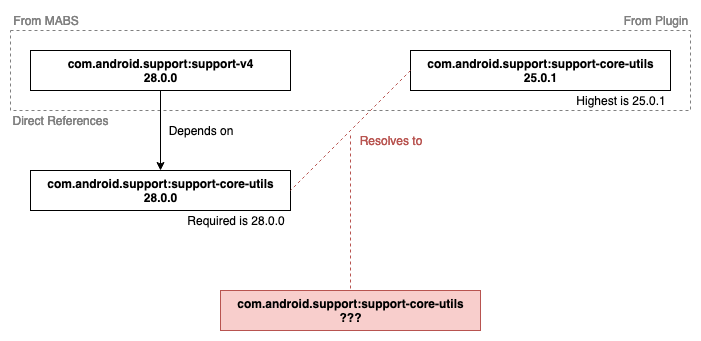 From MABS
From Plugin
com.android.support:support-v4
28.0.0
com.android.support:support-core-utils
25.0.1
Highest is 25.0.1
Direct References
Depends on
Resolves to
com.android.support:support-core-utils
28.0.0
Required is 28.0.0
com.android.support:support-core-utils
???